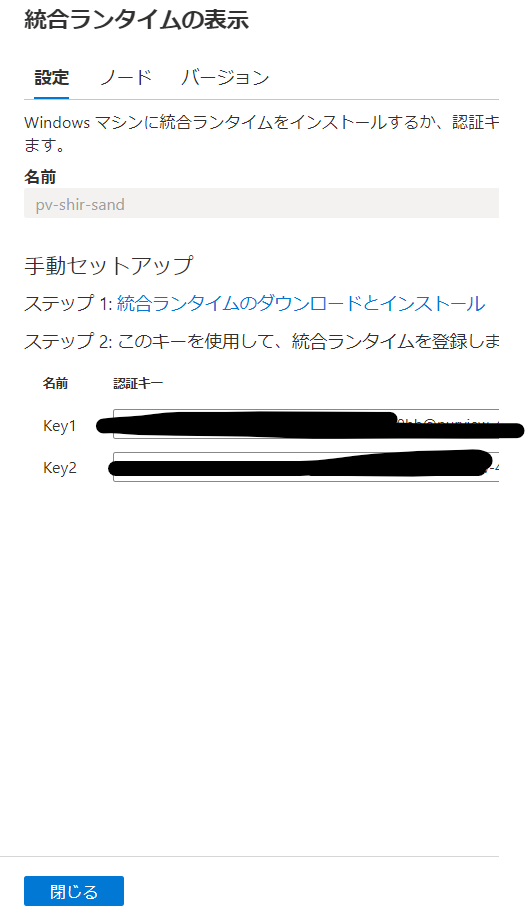 統合ランタイムの表示
設定 ノード バージョン
Windows マシンに統合ランタイムをインストールするか、認証キ
ます。
名前
pv-shir-sand
手動セットアップ
ステップ 1: 統合ランタイムのダウンロードとインストール
ステップ 2: このキーを使用して、統合ランタイムを登録しま
名前 認証キー
Key1
Key2
閉じる